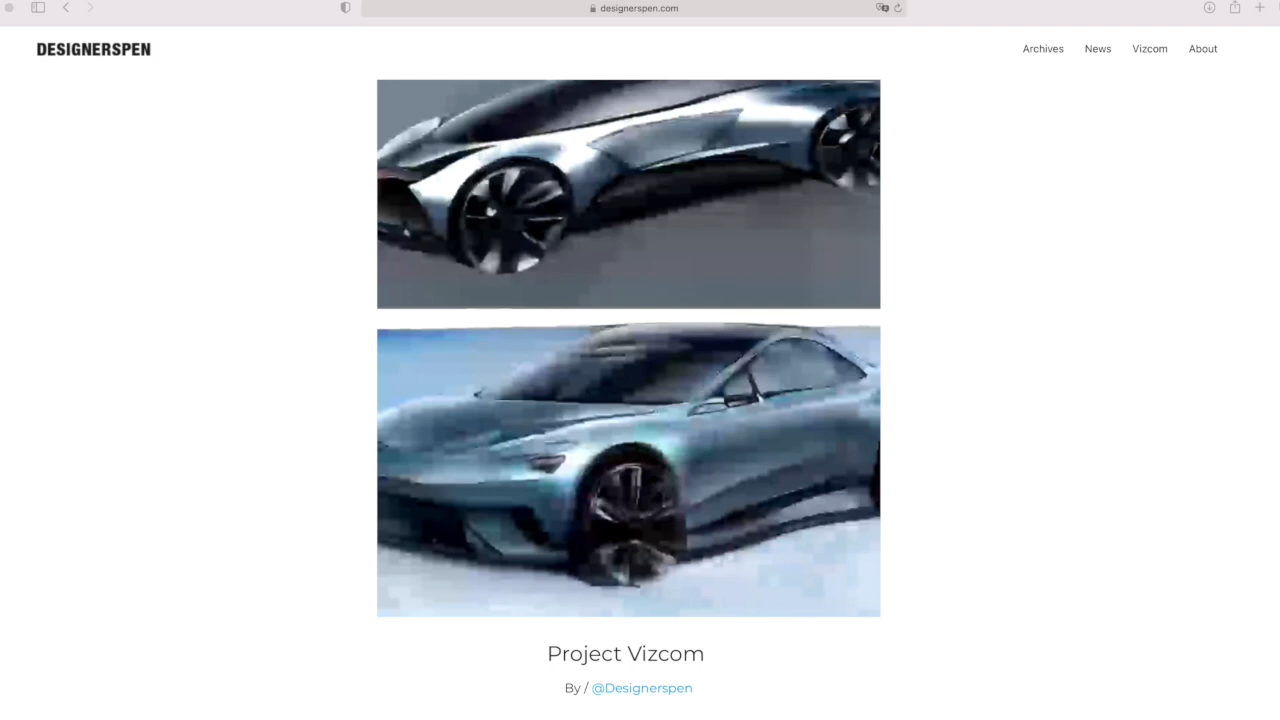 designerspen.com
DESIGNERSPEN
Archives News Vizcom About
Project Vizcom
By / @Designerspen